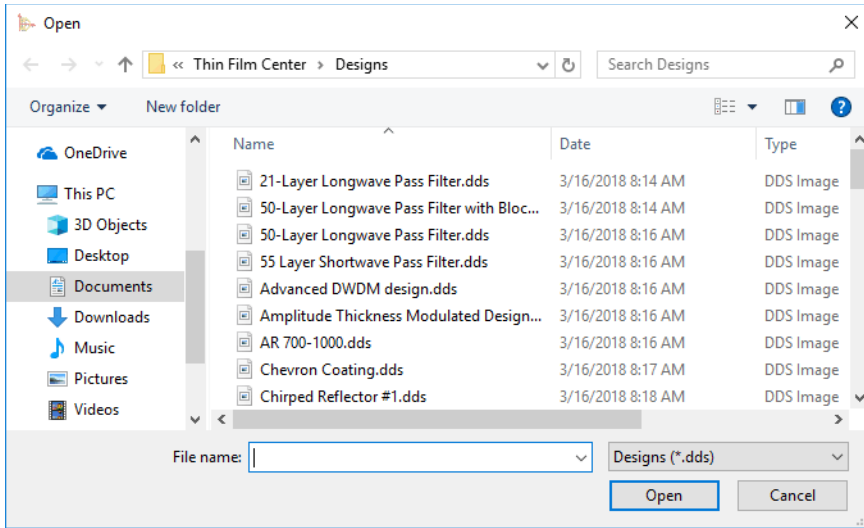 Open
« Thin Film Center › Designs
Search Designs
Organize
New folder
?
Name
Date
Type
OneDrive
This PC
3D Objects
Desktop
Documents
Downloads
Music
Pictures
Videos
21-Layer Longwave Pass Filter.dds 3/16/2018 8:14 AM DDS Image
50-Layer Longwave Pass Filter with Bloc... 3/16/2018 8:14 AM DDS Image
50-Layer Longwave Pass Filter.dds 3/16/2018 8:16 AM DDS Image
55 Layer Shortwave Pass Filter.dds 3/16/2018 8:16 AM DDS Image
Advanced DWDM design.dds 3/16/2018 8:16 AM DDS Image
Amplitude Thickness Modulated Design... 3/16/2018 8:16 AM DDS Image
AR 700-1000.dds 3/16/2018 8:16 AM DDS Image
Chevron Coating.dds 3/16/2018 8:17 AM DDS Image
Chirped Reflector #1.dds 3/16/2018 8:18 AM DDS Image
File name:
Designs (*.dds)
Open
Cancel